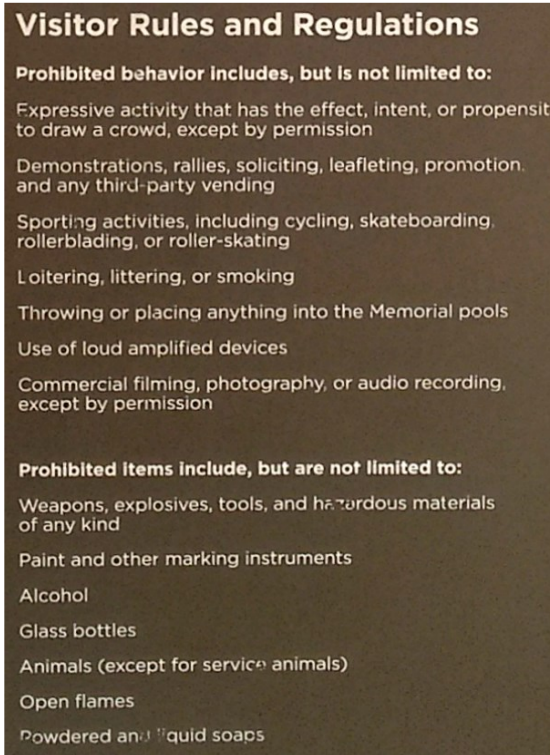 Visitor Rules and Regulations
Prohibited behavior includes, but is not limited to:
Expressive activity that has the effect, intent, or propensit
to draw a crowd, except by permission
Demonstrations, rallies, soliciting, leafleting, promotion,
and any third-party vending
Sporting activities, including cycling, skateboarding,
rollerblading, or roller-skating
Loitering, littering, or smoking
Throwing or placing anything into the Memorial pools
Use of loud amplified devices
Commercial filming, photography, or audio recording,
except by permission
Prohibited items include, but are not limited to:
Weapons, explosives, tools, and hazardous materials
of any kind
Paint and other marking instruments
Alcohol
Glass bottles
Animals (except for service animals)
Open flames
Powdered and liquid soaps